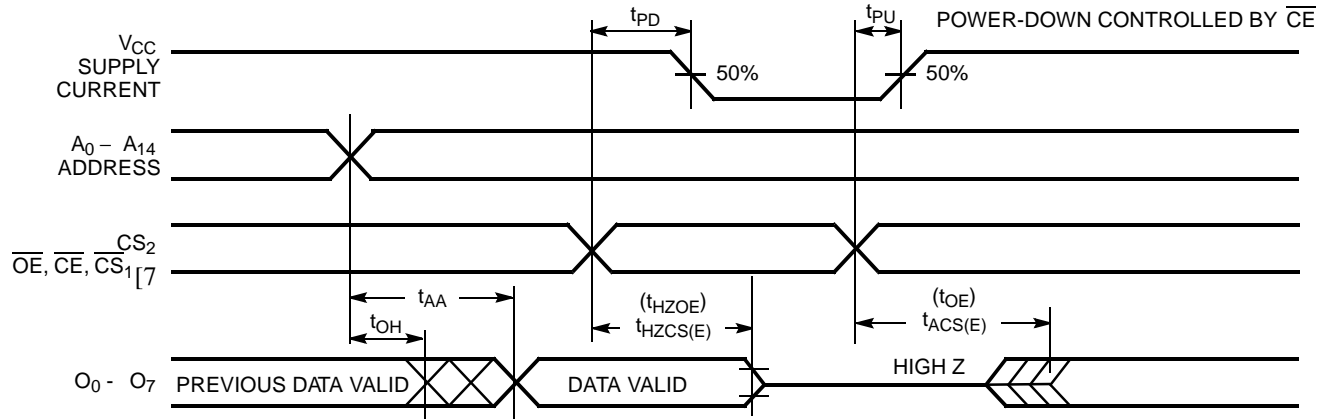 tPD
tPU
POWER-DOWN CONTROLLED BY CE
VCC
SUPPLY
CURRENT
50%
50%
A0 – A14
ADDRESS
CS2
OE, CE, CS1[7
tAA
(tHZOE)
tHZCS(E)
(tOE)
tACS(E)
tOH
HIGH Z
O0 - O7
PREVIOUS DATA VALID
DATA VALID